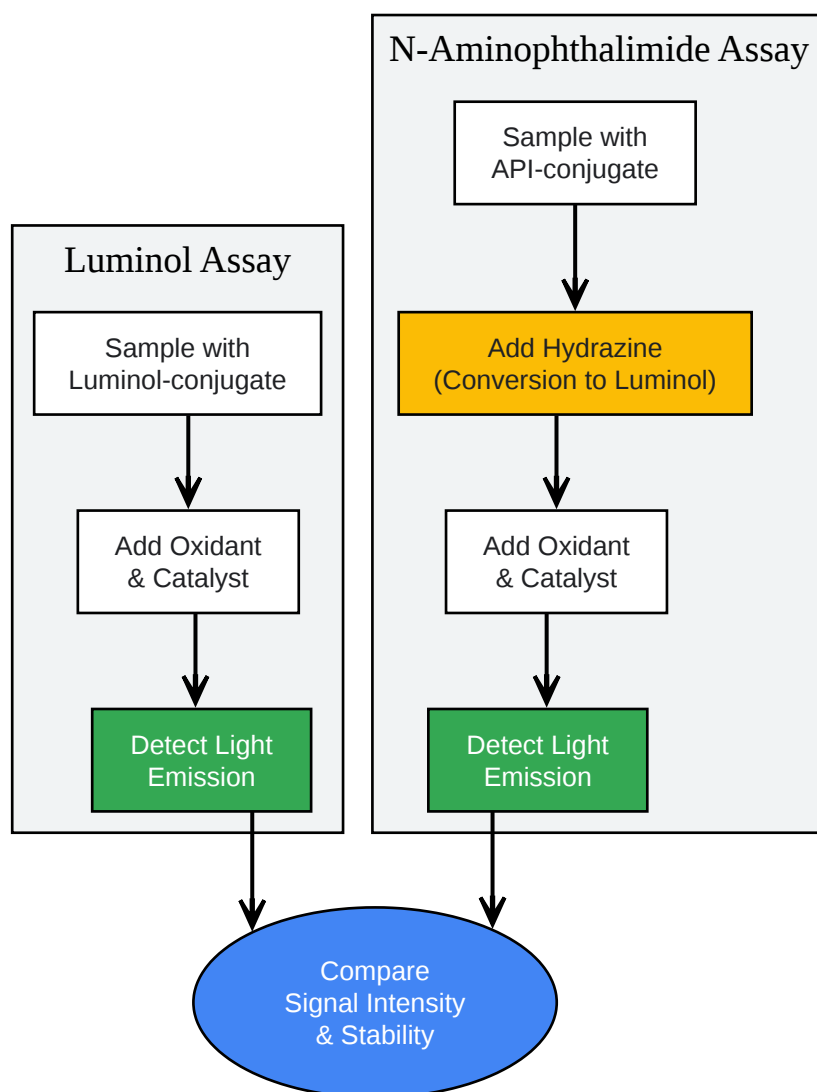 Luminol Assay
Sample with
Luminol-conjugate
Add Oxidant
& Catalyst
Detect Light
Emission
N-Aminophthalimide Assay
Sample with
API-conjugate
Add Hydrazine
(Conversion to Luminol)
Add Oxidant
& Catalyst
Detect Light
Emission
Compare
Signal Intensity
& Stability